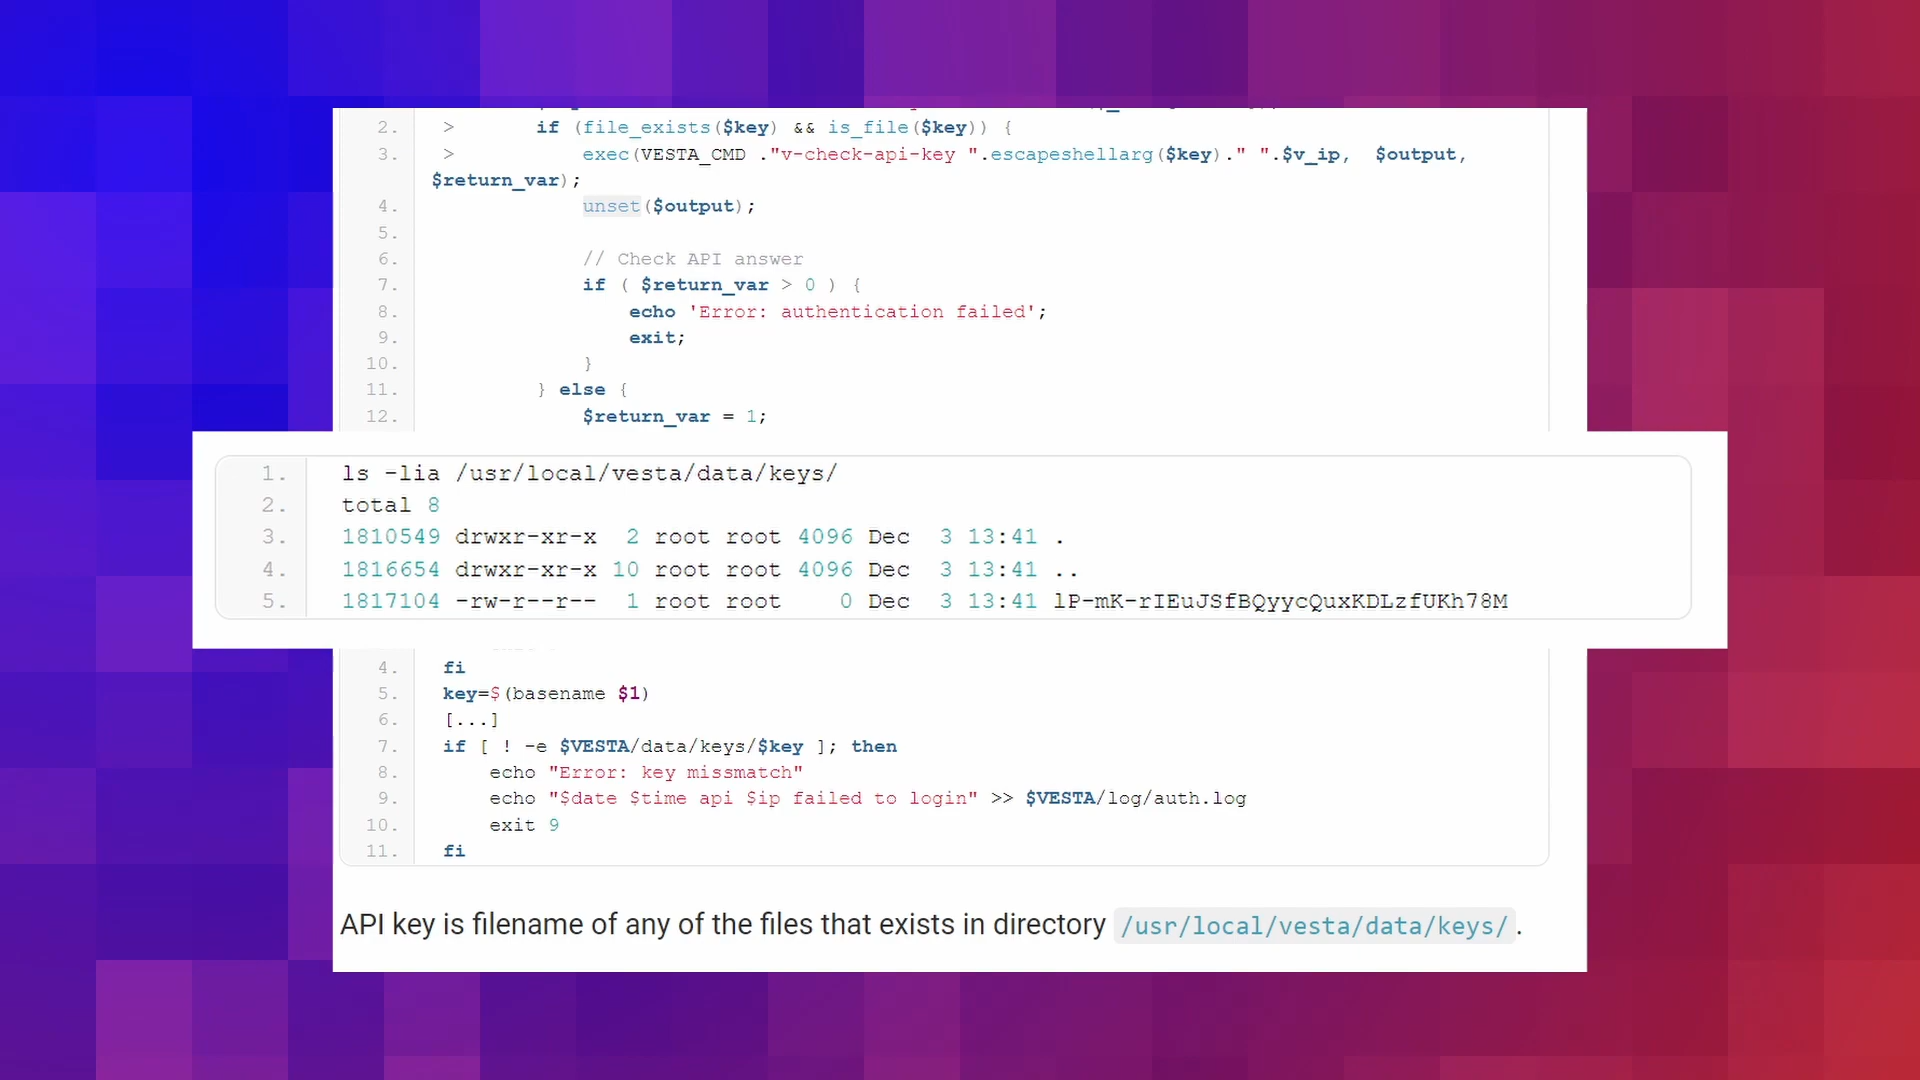 2. > if (file_exists($key) && is_file($key)) {
3. > exec(VESTA_CMD ."v-check-api-key ".escapeshellarg($key)." ".$v_ip, $output,
$return_var);
4. unset($output);
5.
6. // Check API answer
7. if ( $return_var > 0 ) {
8. echo 'Error: authentication failed';
9. exit;
10. }
11. } else {
12. $return_var = 1;
1. ls -lia /usr/local/vesta/data/keys/
2. total 8
3. 1810549 drwxr-xr-x 2 root root 4096 Dec 3 13:41 .
4. 1816654 drwxr-xr-x 10 root root 4096 Dec 3 13:41 ..
5. 1817104 -rw-r--r-- 1 root root 0 Dec 3 13:41 lP-mK-rIEuJSfBQyycQuxKDLzfUKh78M
4. fi
5. key=$(basename $1)
6. [...]
7. if [ ! -e $VESTA/data/keys/$key ]; then
8. echo "Error: key missmatch"
9. echo "$date $time api $ip failed to login" >> $VESTA/log/auth.log
10. exit 9
11. fi
API key is filename of any of the files that exists in directory /usr/local/vesta/data/keys/.